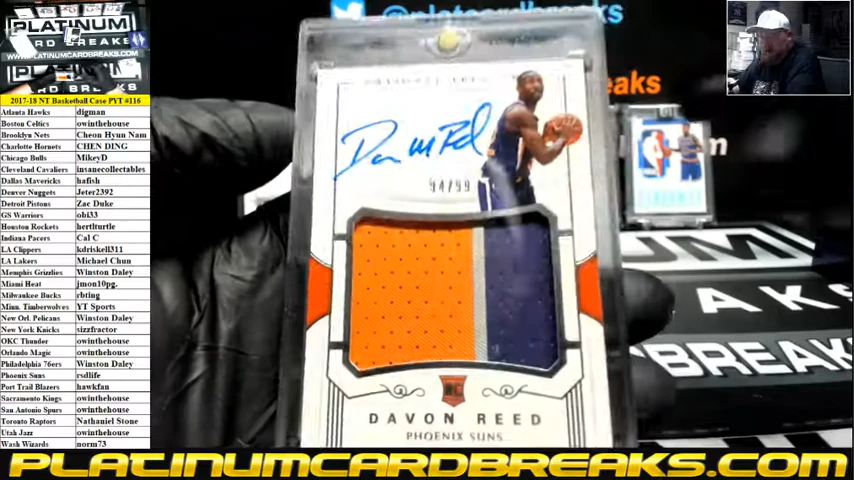 PLATINUM
CARD BREAKS
WWW.PLATINUMCARDBREAKS.COM
PLATINUM
2017-18 NT Basketball Case PYT #116
Atlanta Hawks digman
Boston Celtics owinthehouse
Brooklyn Nets Cheon Hyun Nam
Charlotte Hornets CHEN DING
Chicago Bulls MikeyD
Cleveland Cavaliers insanecollectables
Dallas Mavericks hafish
Denver Nuggets Jeter2392
Detroit Pistons Zac Duke
GS Warriors ohi33
Houston Rockets hertlturtle
Indiana Pacers Cal C
LA Clippers kdriskell311
LA Lakers Michael Chun
Memphis Grizzlies Winston Daley
Miami Heat jmon10pg.
Milwaukee Bucks rbting
Minn. Timberwolves YT Sports
New Orl. Pelicans Winston Daley
New York Knicks sizzfractor
OKC Thunder owinthehouse
Orlando Magic owinthehouse
Philadelphia 76ers Winston Daley
Phoenix Suns rsdlife
Port Trail Blazers hawkfan
Sacramento Kings owinthehouse
San Antonio Spurs owinthehouse
Toronto Raptors Nathaniel Stone
Utah Jazz owinthehouse
Wash Wizards norm73
94/99
RC
DAVON REED
PHOENIX SUNS
PLATINUMCARDBREAKS.COM